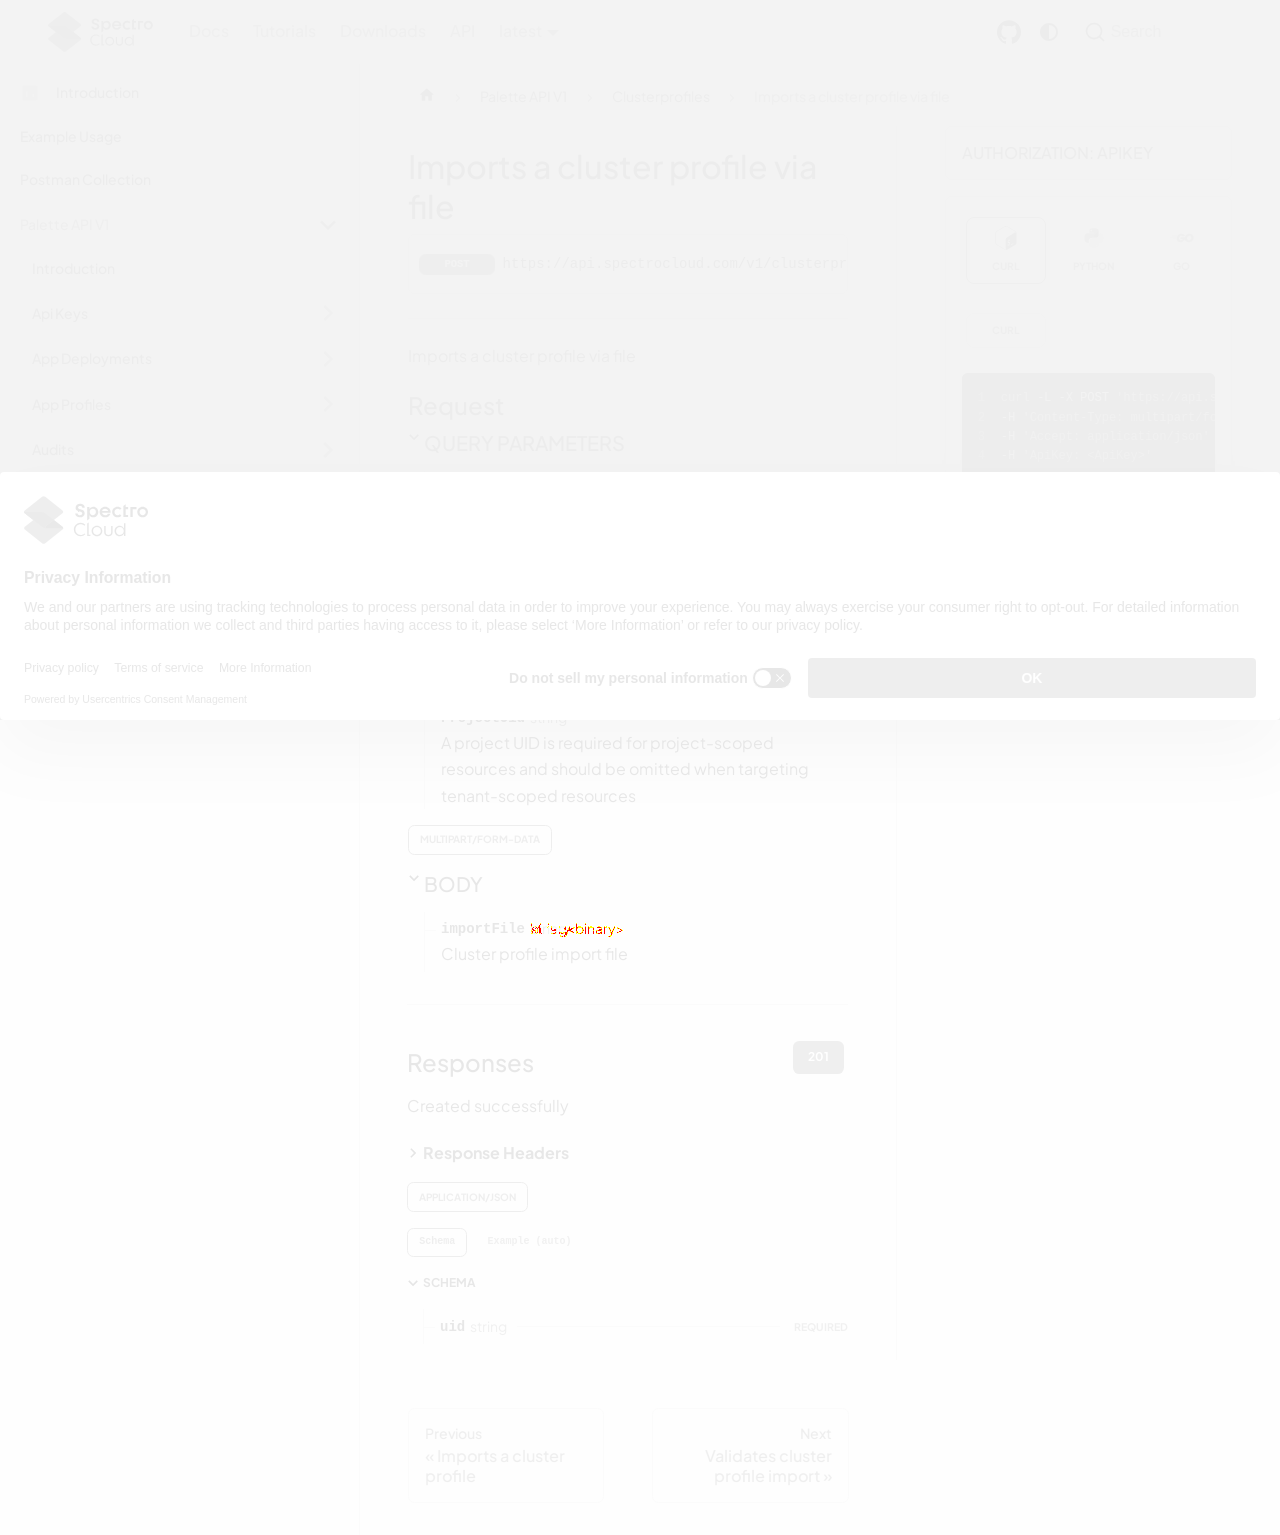 Spectro
Cloud
Docs Tutorials Downloads API latest
Search
Introduction
Palette API V1
Clusterprofiles
Imports a cluster profile via file
Example Usage
Postman Collection
Palette API V1
Introduction
Api Keys
App Deployments
App Profiles
Audits
Imports a cluster profile via
file
POST
https://api.spectrocloud.com/v1/clusterpr
Imports a cluster profile via file
Request
QUERY PARAMETERS
AUTHORIZATION: APIKEY
CURL
PYTHON
GO
CURL
Spectro
Cloud
Privacy Information
We and our partners are using tracking technologies to process personal data in order to improve your experience. You may always exercise your consumer right to opt-out. For detailed information
about personal information we collect and third parties having access to it, please select ‘More Information’ or refer to our privacy policy.
Privacy policy Terms of service More Information
Do not sell my personal information
OK
Powered by Usercentrics Consent Management
ProjectUid string
A project UID is required for project-scoped
resources and should be omitted when targeting
tenant-scoped resources
MULTIPART/FORM-DATA
BODY
importFile
Cluster profile import file
Responses
201
Created successfully
Response Headers
APPLICATION/JSON
Schema
Example (auto)
SCHEMA
uid string
REQUIRED
Previous
« Imports a cluster
profile
Next
Validates cluster
profile import »